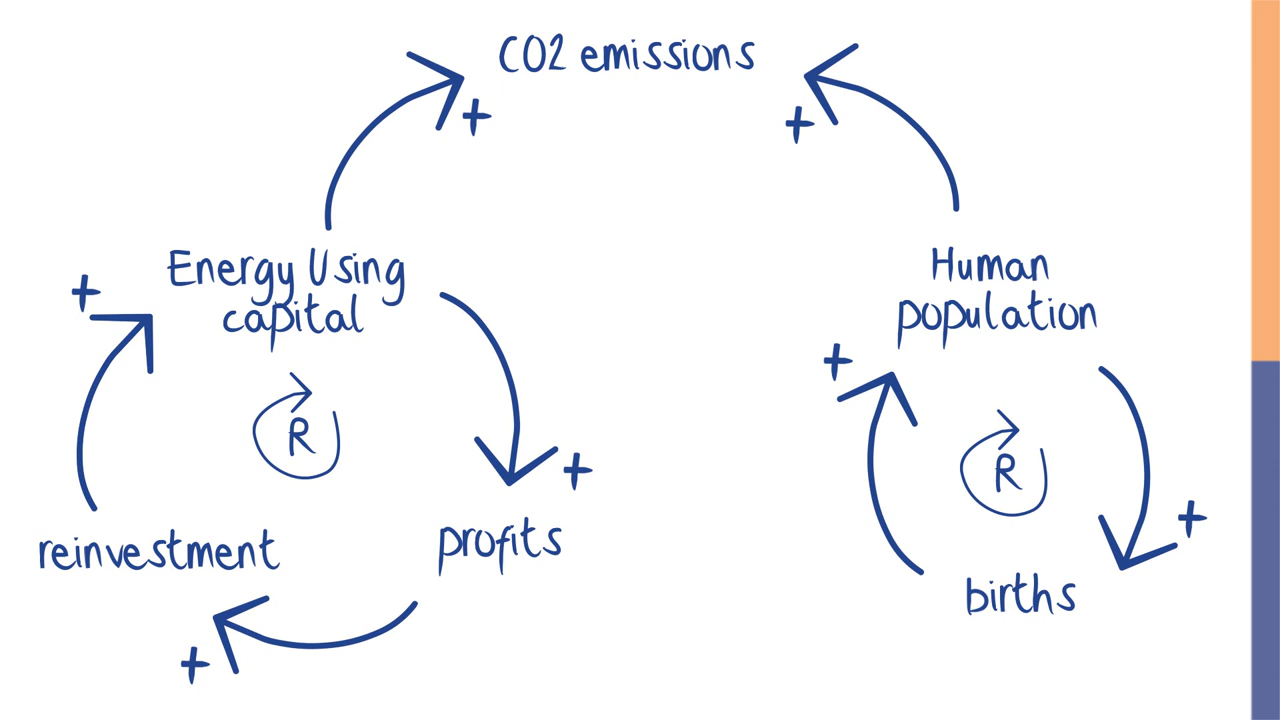 CO2 emissions
+
+
Energy Using
capital
+
Human
population
+
R
+
R
+
+
reinvestment
profits
births
+